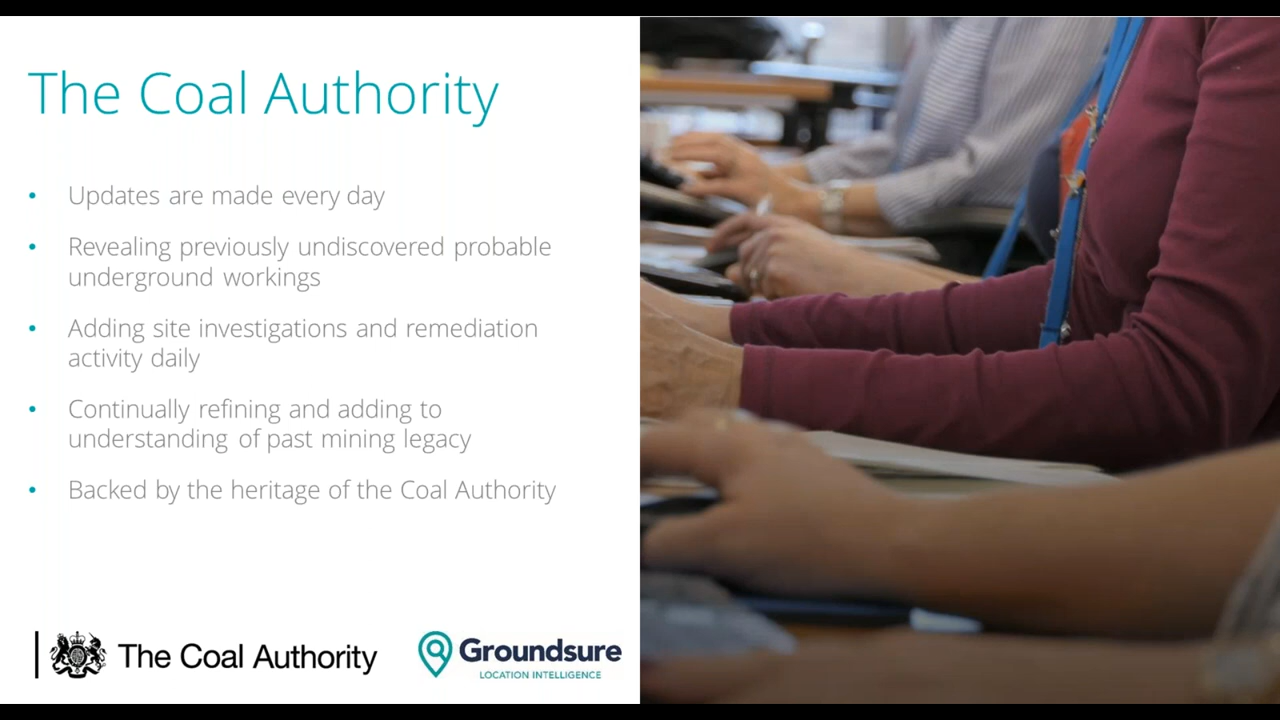 The Coal Authority
• Updates are made every day
• Revealing previously undiscovered probable
underground workings
• Adding site investigations and remediation
activity daily
• Continually refining and adding to
understanding of past mining legacy
• Backed by the heritage of the Coal Authority
The Coal Authority
Groundsure
LOCATION INTELLIGENCE